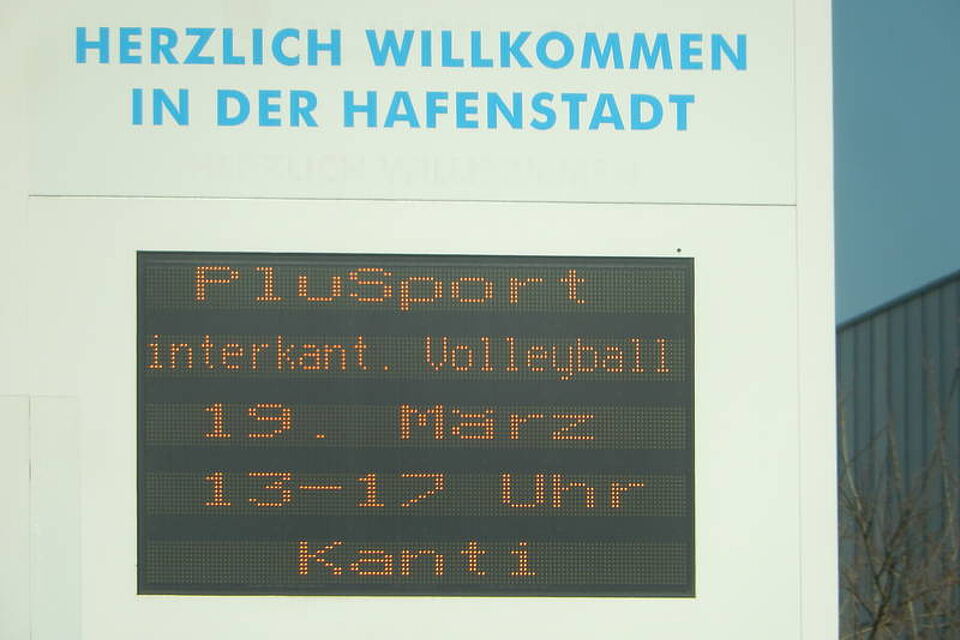 HERZLICH WILLKOMMEN
IN DER HAFENSTADT
PluSport
interkant. Volleyball
19. März
13-17 Uhr
Kanti